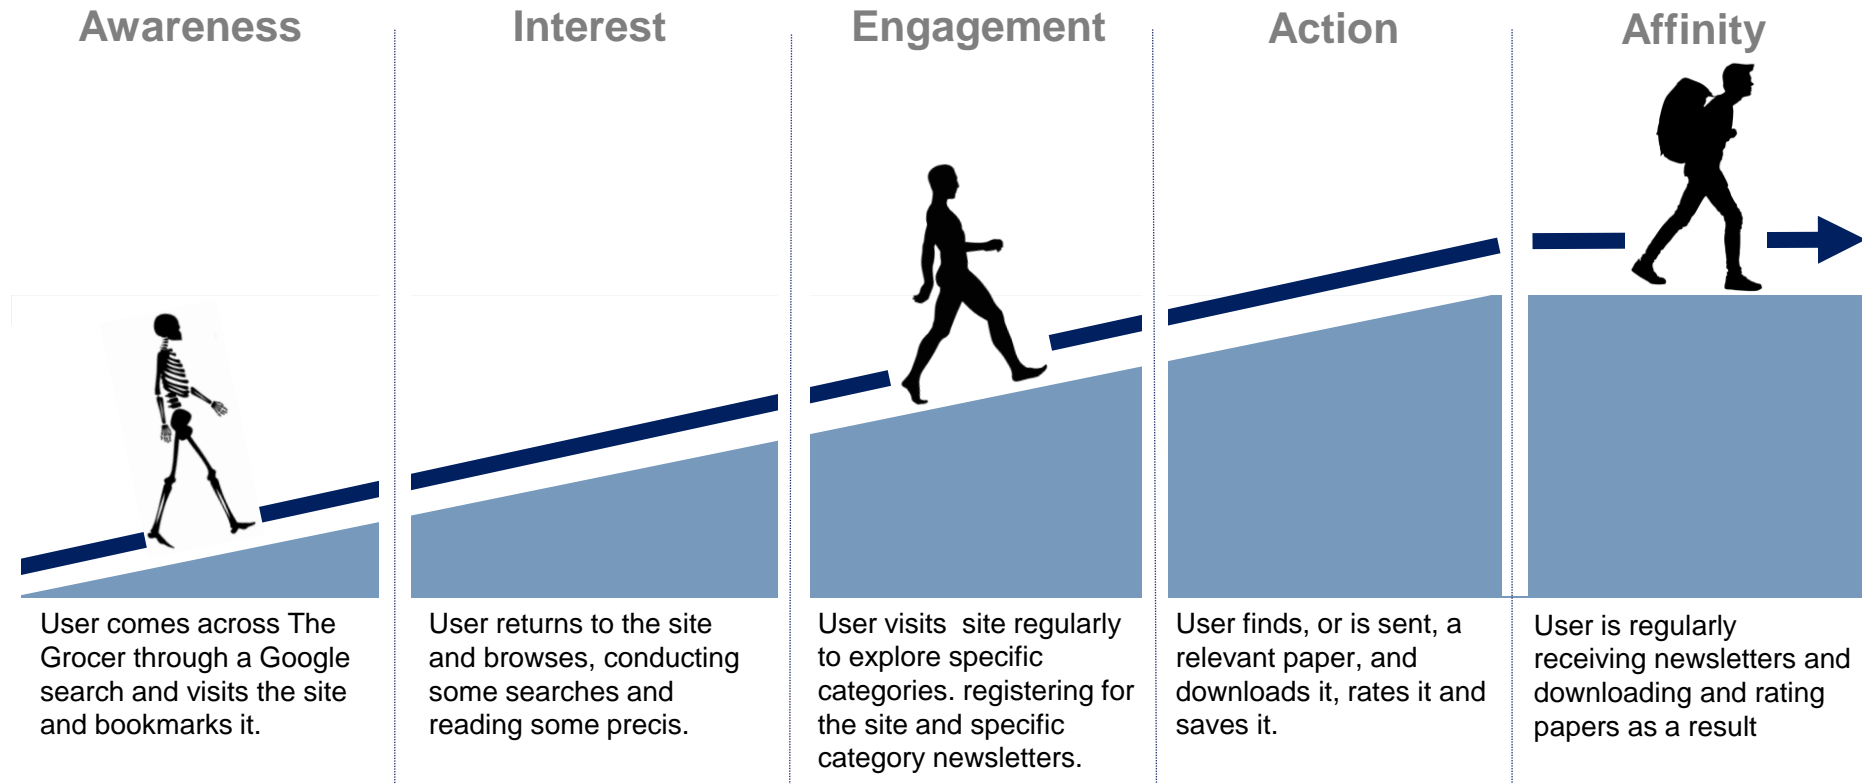 Awareness
Interest
Engagement
Action
Affinity
User comes across The
Grocer through a Google
search and visits the site
and bookmarks it.
User returns to the site
and browses, conducting
some searches and
reading some precis.
User visits  site regularly
to explore specific
categories. registering for
the site and specific
category newsletters.
User finds, or is sent, a
relevant paper, and
downloads it, rates it and
saves it.
User is regularly
receiving newsletters and
downloading and rating
papers as a result